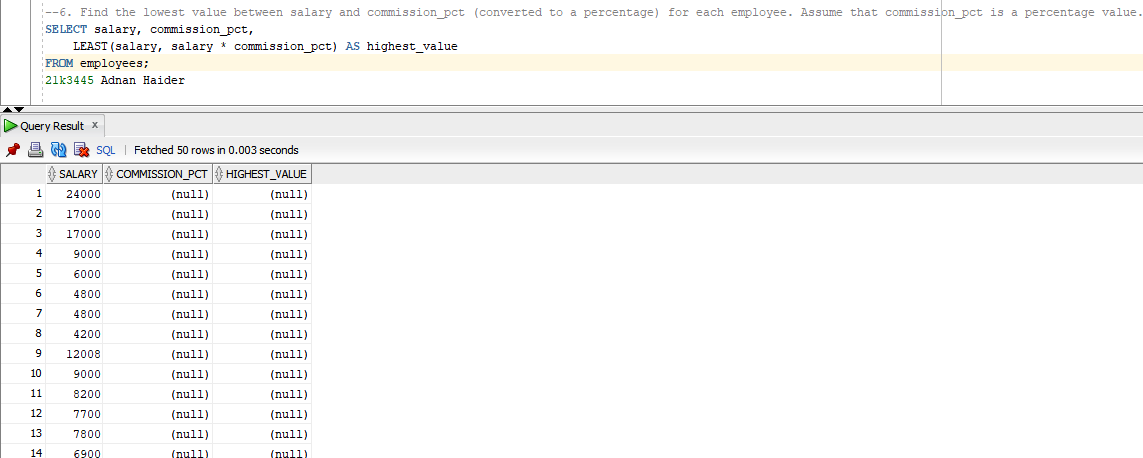 --6. Find the lowest value between salary and commission_pct (converted to a percentage) for each employee. Assume that commission_pct is a percentage value.
SELECT salary, commission_pct,
LEAST(salary, salary * commission_pct) AS highest_value
FROM employees;
21k3445 Adnan Haider
Query Result x
SQL | Fetched 50 rows in 0.003 seconds
SALARY COMMISSION_PCT HIGHEST_VALUE
1 24000 (null) (null)
2 17000 (null) (null)
3 17000 (null) (null)
4 9000 (null) (null)
5 6000 (null) (null)
6 4800 (null) (null)
7 4800 (null) (null)
8 4200 (null) (null)
9 12008 (null) (null)
10 9000 (null) (null)
11 8200 (null) (null)
12 7700 (null) (null)
13 7800 (null) (null)
14 6900 (null) (null)